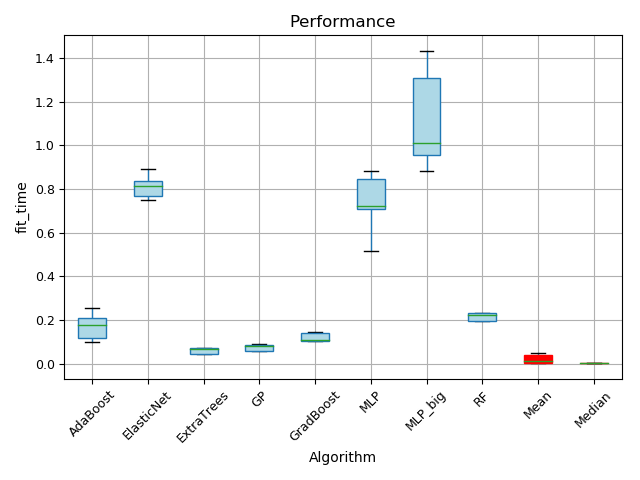 Performance
fit_time
1.4
1.2
1.0
0.8
0.6
0.4
0.2
0.0
AdaBoost
ElasticNet
ExtraTrees
GP
GradBoost
MLP
MLP_big
RF
Mean
Median
Algorithm